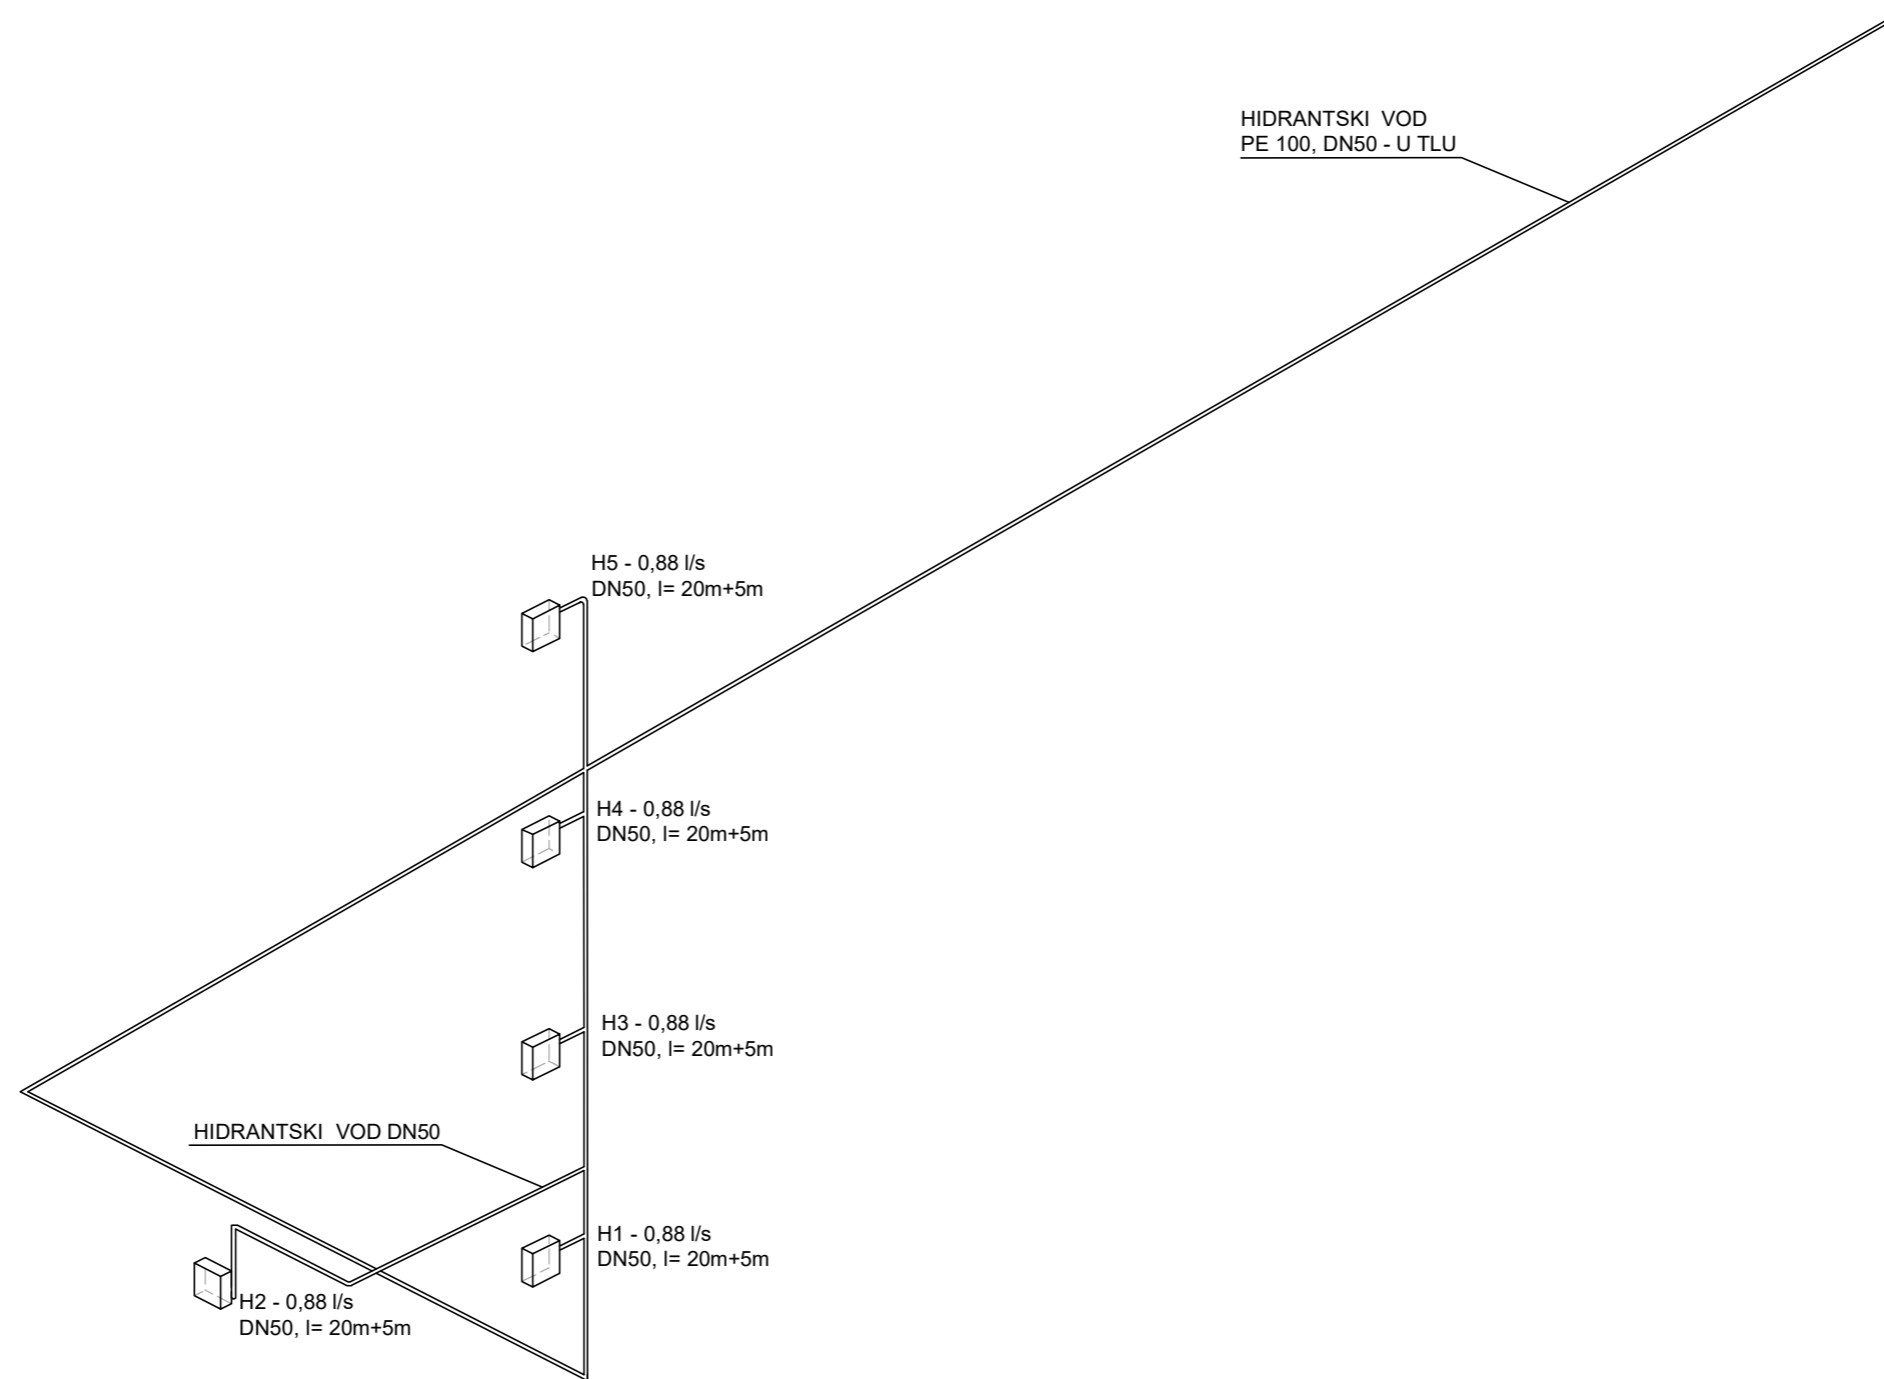 HIDRANTSKI VOD
PE 100, DN50 - U TLU
H5 - 0,88 l/s
DN50, l= 20m+5m
H4 - 0,88 l/s
DN50, l= 20m+5m
H3 - 0,88 l/s
DN50, l= 20m+5m
HIDRANTSKI VOD DN50
H1 - 0,88 l/s
DN50, l= 20m+5m
H2 - 0,88 l/s
DN50, l= 20m+5m